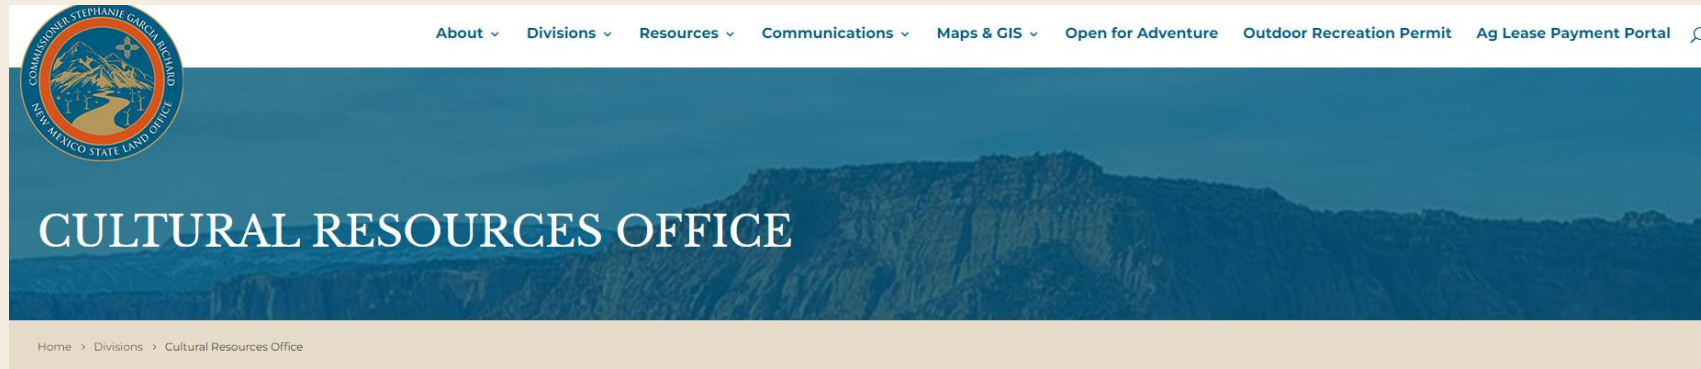 COMMISSIONER STEPHANIE GARCIA RICHARD
NEW MEXICO STATE LAND OFFICE
About Divisions Resources Communications Maps & GIS Open for Adventure Outdoor Recreation Permit Ag Lease Payment Portal
CULTURAL RESOURCES OFFICE
Home > Divisions > Cultural Resources Office